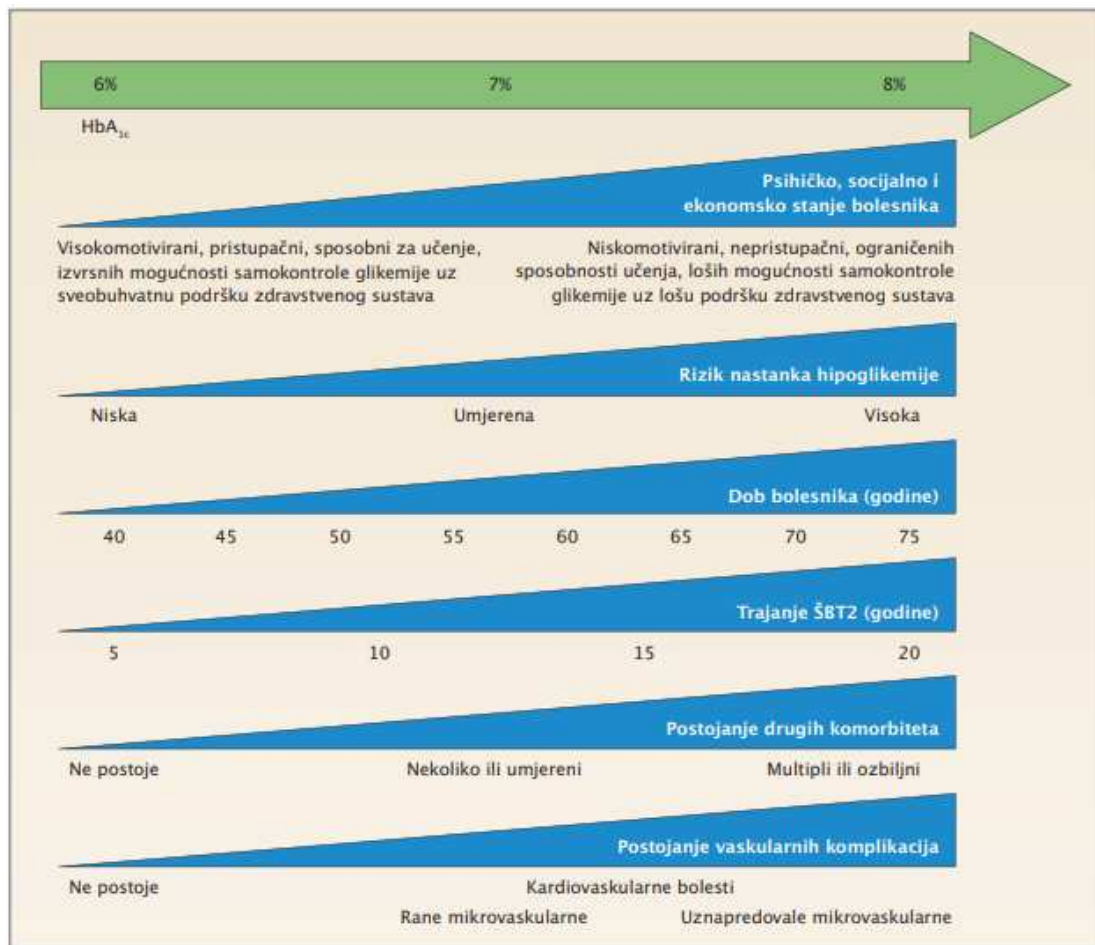 6% 7% 8%
HbA1c
Psihičko, socijalno i
ekonomsko stanje bolesnika
Visokomotivirani, pristupačni, sposobni za učenje,
izvrsnih mogućnosti samokontrole glikemije uz
sveobuhvatnu podršku zdravstvenog sustava
Niskomotivirani, nepristupačni, ograničenih
sposobnosti učenja, loših mogućnosti samokontrole
glikemije uz lošu podršku zdravstvenog sustava
Rizik nastanka hipoglikemije
Niska Umjerena Visoka
Dob bolesnika (godine)
40 45 50 55 60 65 70 75
Trajanje ŠBT2 (godine)
5 10 15 20
Postojanje drugih komorbiteta
Ne postoje Nekoliko ili umjereni Multipli ili ozbiljni
Postojanje vaskularnih komplikacija
Ne postoje Kardiovaskularne bolesti
Rane mikrovaskularne Uznapredovale mikrovaskularne